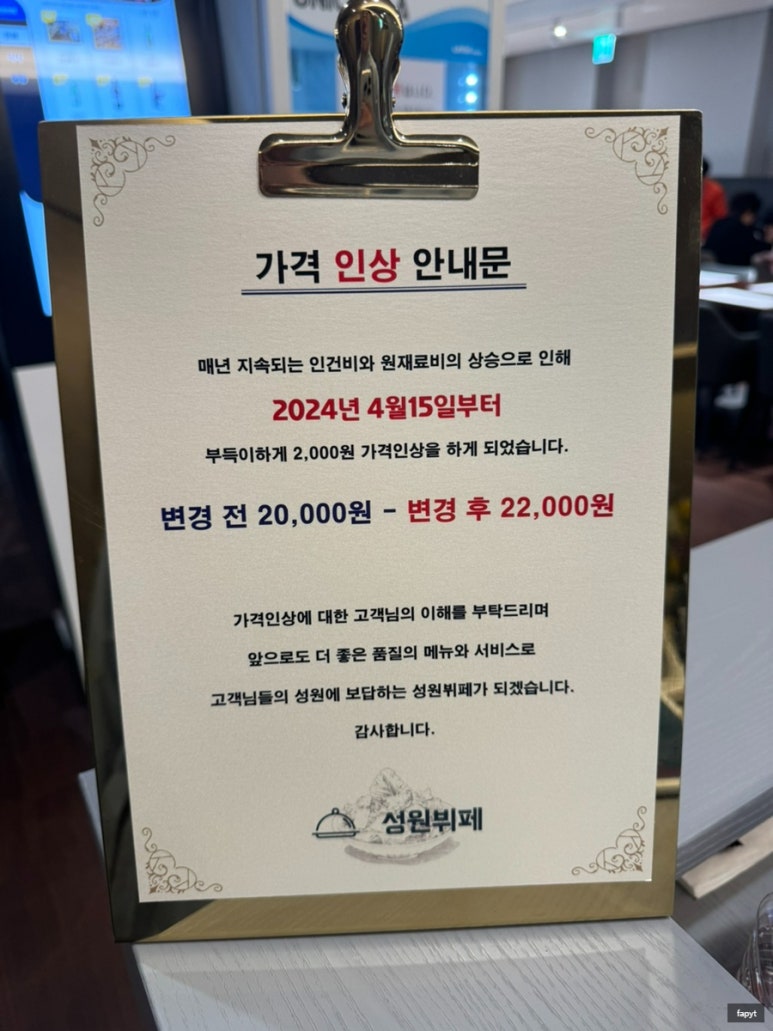 가격 인상 안내문
매년 지속되는 인건비와 원재료비의 상승으로 인해
2024년 4월15일부터
부득이하게 2,000원 가격인상을 하게 되었습니다.
변경 전 20,000원 - 변경 후 22,000원
가격인상에 대한 고객님의 이해를 부탁드리며
앞으로도 더 좋은 품질의 메뉴와 서비스로
고객님들의 성원에 보답하는 성원뷔페가 되겠습니다.
감사합니다.
성원뷔페
fapyt